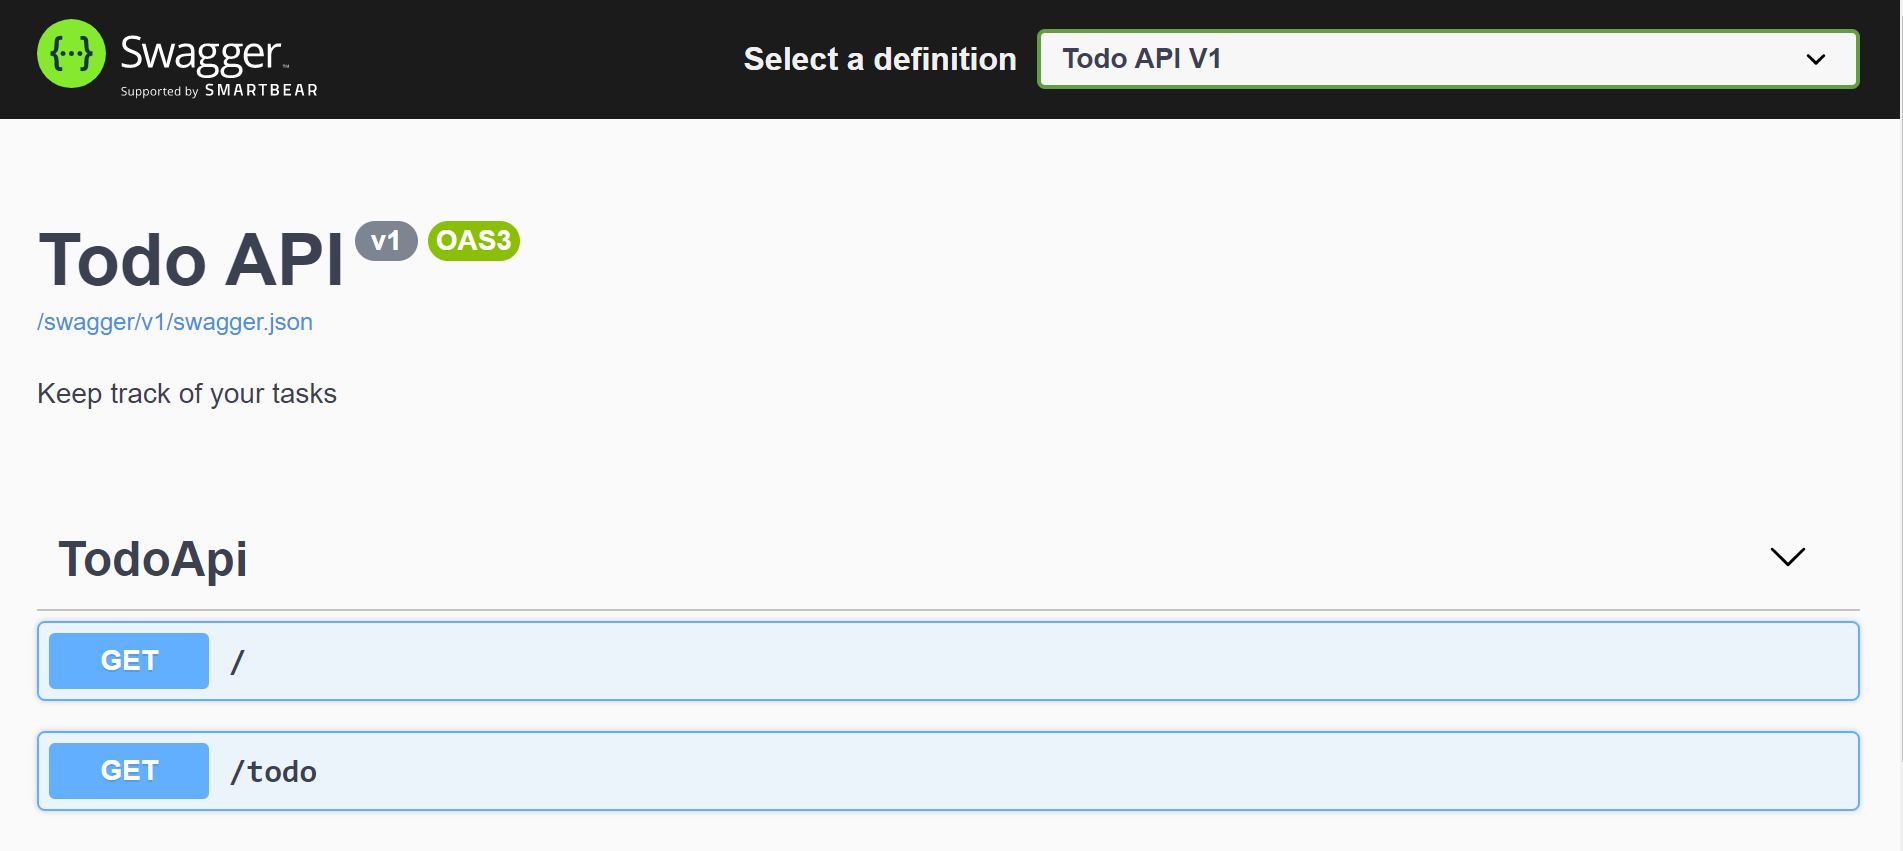 {···} Swagger™
Supported by SMARTBEAR
Select a definition
Todo API V1
Todo API v1 OAS3
/swagger/v1/swagger.json
Keep track of your tasks
TodoApi
GET /
GET /todo